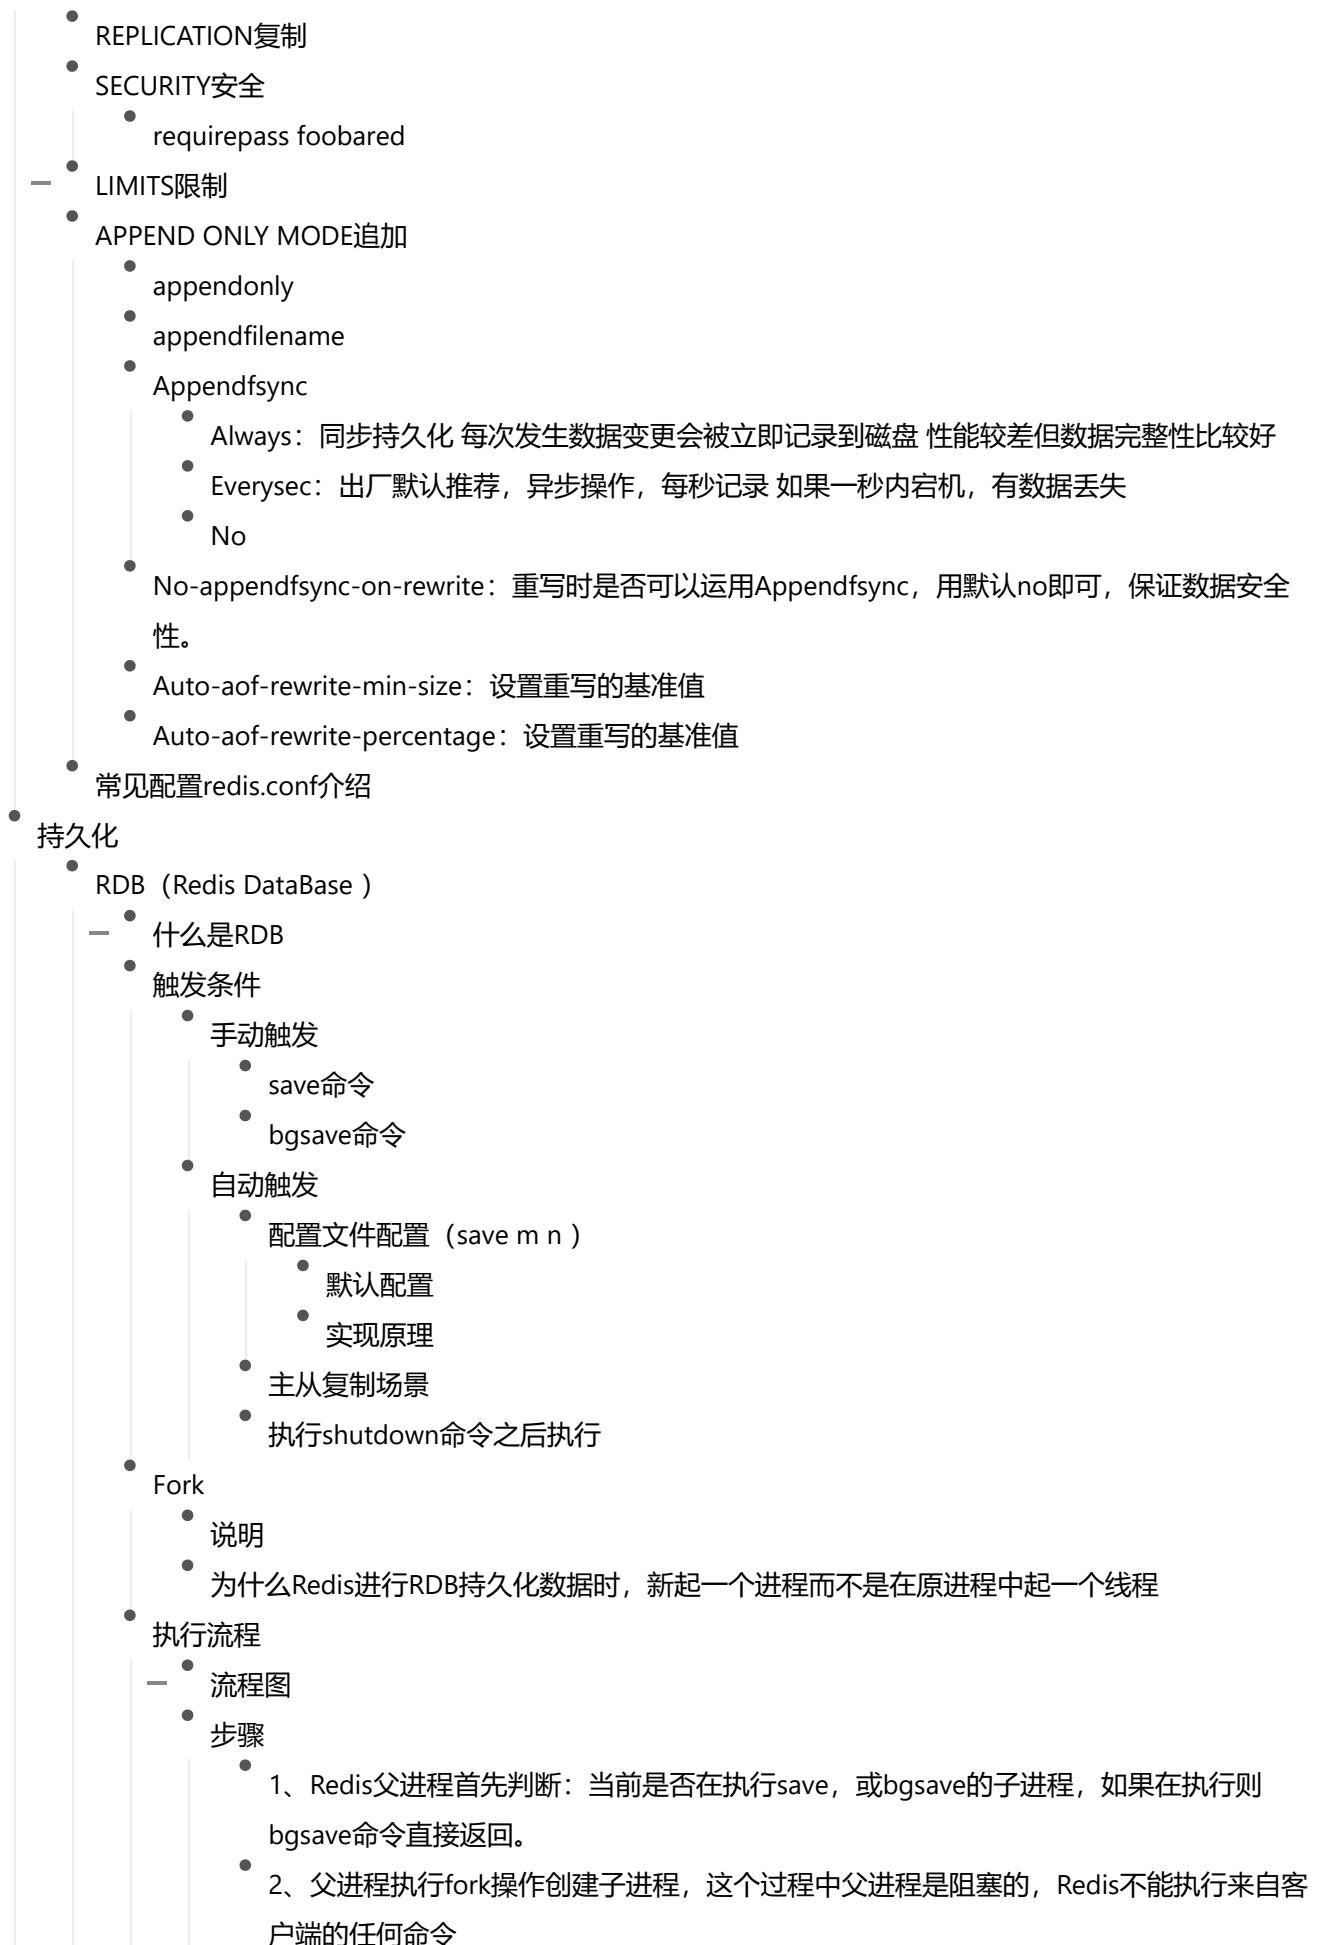 REPLICATION复制
SECURITY安全
requirepass foobared
LIMITS限制
APPEND ONLY MODE追加
appendonly
appendfilename
Appendfsync
Always：同步持久化 每次发生数据变更会被立即记录到磁盘 性能较差但数据完整性比较好
Everysec：出厂默认推荐，异步操作，每秒记录 如果一秒内宕机，有数据丢失
No
No-appendfsync-on-rewrite：重写时是否可以运用Appendfsync，用默认no即可，保证数据安全
性。
Auto-aof-rewrite-min-size：设置重写的基准值
Auto-aof-rewrite-percentage：设置重写的基准值
常见配置redis.conf介绍
持久化
RDB（Redis DataBase ）
什么是RDB
触发条件
手动触发
save命令
bgsave命令
自动触发
配置文件配置（save m n ）
默认配置
实现原理
主从复制场景
执行shutdown命令之后执行
Fork
说明
为什么Redis进行RDB持久化数据时，新起一个进程而不是在原进程中起一个线程
执行流程
流程图
步骤
1、Redis父进程首先判断：当前是否在执行save，或bgsave的子进程，如果在执行则
bgsave命令直接返回。
2、父进程执行fork操作创建子进程，这个过程中父进程是阻塞的，Redis不能执行来自客
户端的任何命令